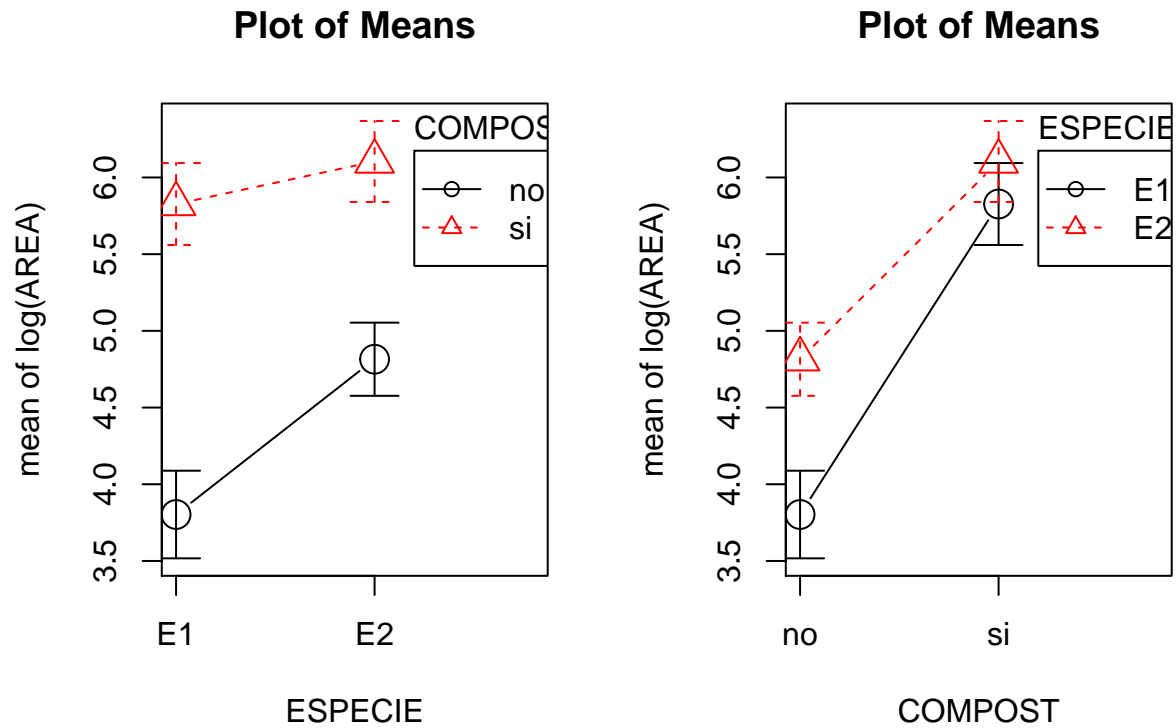 Plot of Means
mean of log(AREA)
6.0
5.5
5.0
4.5
4.0
3.5
COMPOS
no
si
E1
E2
ESPECIE
Plot of Means
mean of log(AREA)
6.0
5.5
5.0
4.5
4.0
3.5
ESPECIE
E1
E2
no
si
COMPOST